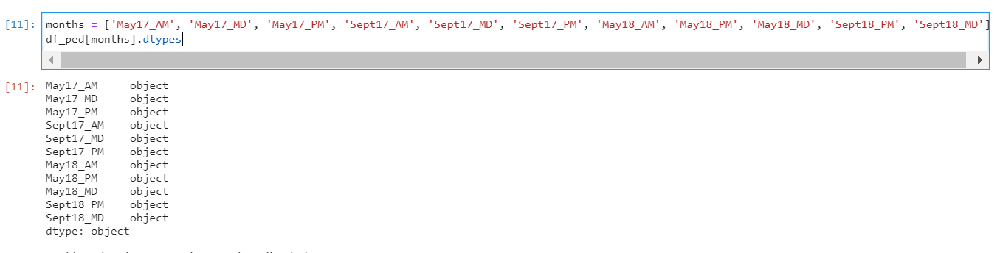 [11]: months = ['May17_AM', 'May17_MD', 'May17_PM', 'Sept17_AM', 'Sept17_MD', 'Sept17_PM', 'May18_AM', 'May18_PM', 'May18_MD', 'Sept18_PM', 'Sept18_MD']
df_ped[months].dtypes
[11]: May17_AM object
May17_MD object
May17_PM object
Sept17_AM object
Sept17_MD object
Sept17_PM object
May18_AM object
May18_PM object
May18_MD object
Sept18_PM object
Sept18_MD object
dtype: object